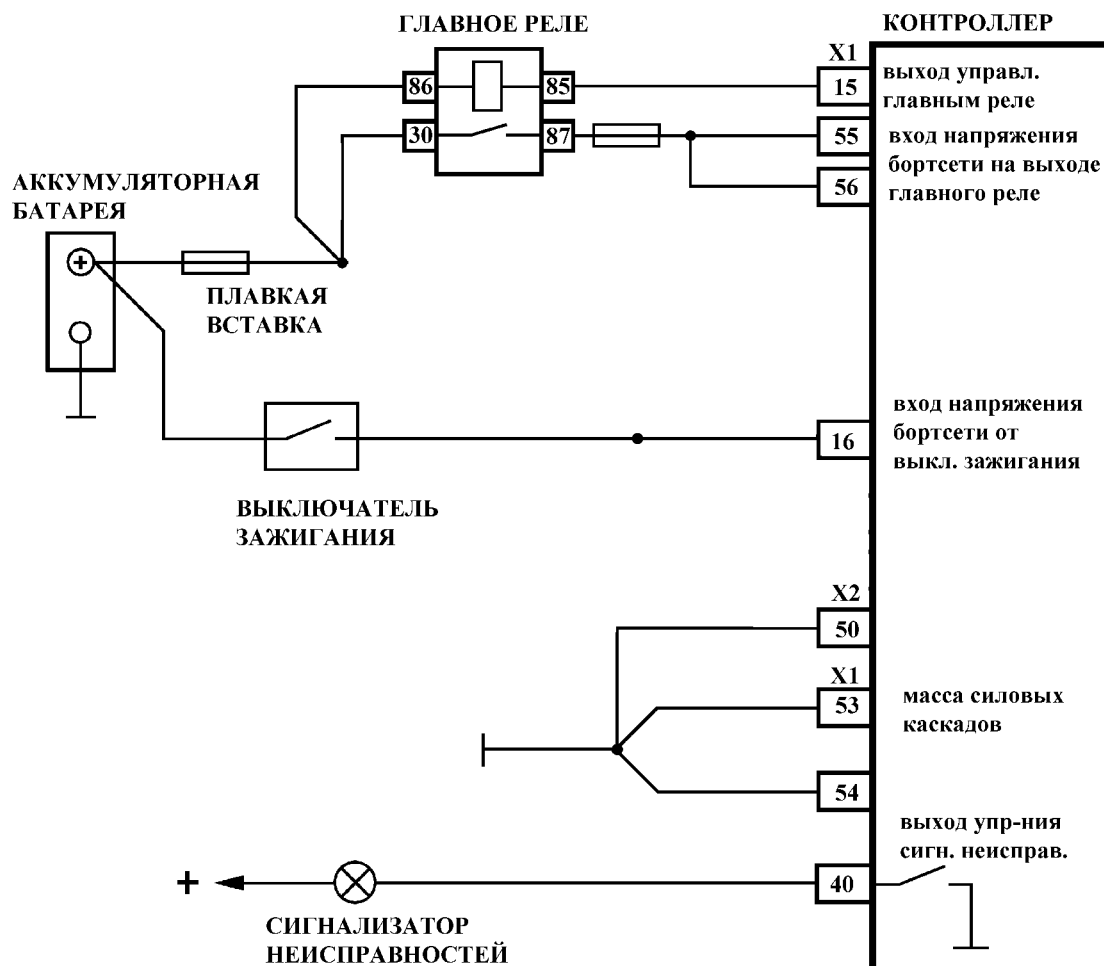 ГЛАВНОЕ РЕЛЕ
КОНТРОЛЛЕР
X1
86
85
15
выход управл.
главным реле
30
87
55
вход напряжения
бортсети на выходе
главного реле
56
АККУМУЛЯТОРНАЯ
БАТАРЕЯ
+
ПЛАВКАЯ
ВСТАВКА
16
вход напряжения
бортсети от
выкл. зажигания
ВЫКЛЮЧАТЕЛЬ
ЗАЖИГАНИЯ
X2
50
X1
53
масса силовых
каскадов
54
выход упр-ния
сигн. неисправ.
+
40
СИГНАЛИЗАТОР
НЕИСПРАВНОСТЕЙ